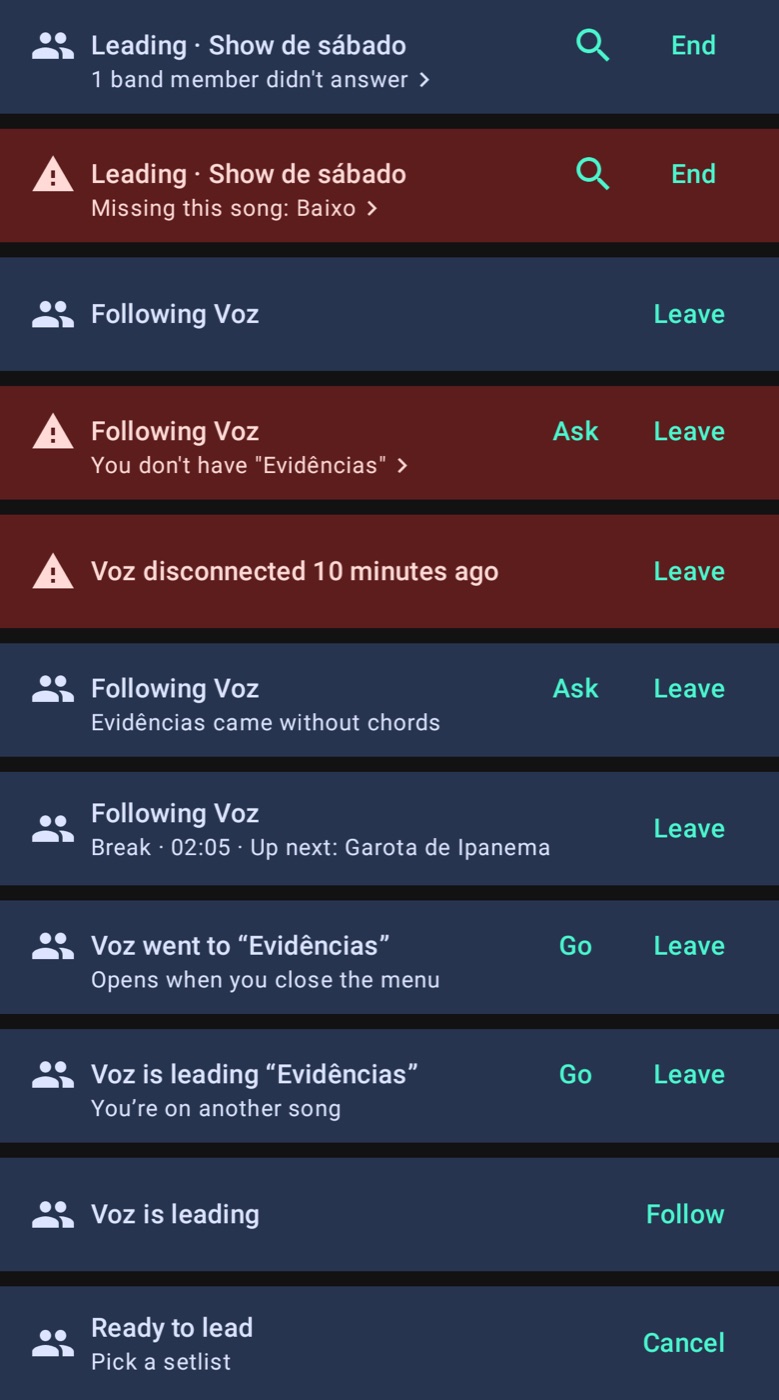 Leading · Show de sábado End
1 band member didn't answer >
Leading · Show de sábado End
Missing this song: Baixo >
Following Voz Leave
Following Voz Ask Leave
You don't have "Evidências" >
Voz disconnected 10 minutes ago Leave
Following Voz Ask Leave
Evidências came without chords
Following Voz Leave
Break · 02:05 · Up next: Garota de Ipanema
Voz went to “Evidências” Go Leave
Opens when you close the menu
Voz is leading “Evidências” Go Leave
You’re on another song
Voz is leading Follow
Ready to lead Cancel
Pick a setlist